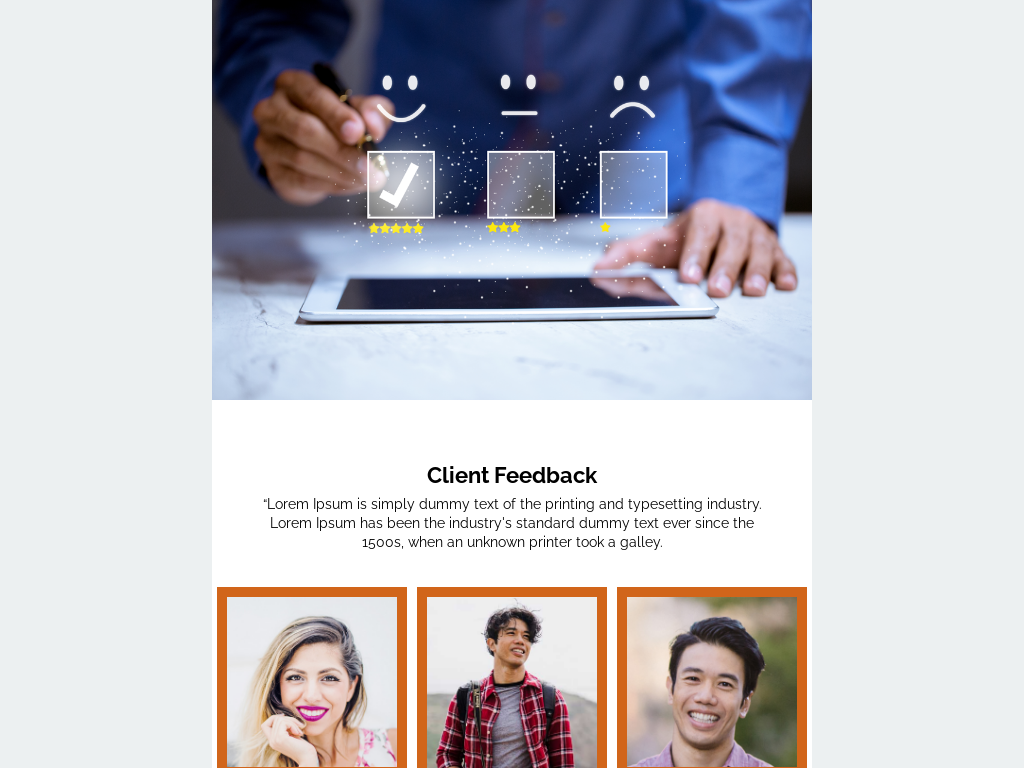 Client Feedback
“Lorem Ipsum is simply dummy text of the printing and typesetting industry.
Lorem Ipsum has been the industry's standard dummy text ever since the
1500s, when an unknown printer took a galley.